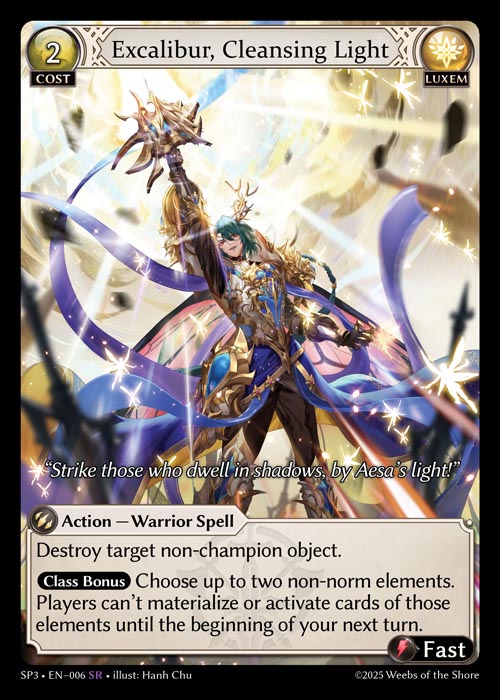 2
COST
Excalibur, Cleansing Light
LUXEM
“Strike those who dwell in shadows, by Aesa’s light!”
Action — Warrior Spell
Destroy target non-champion object.
Class Bonus Choose up to two non-norm elements.
Players can’t materialize or activate cards of those
elements until the beginning of your next turn.
Fast
SP3 • EN–006 SR • illust: Hanh Chu
©2025 Weebs of the Shore